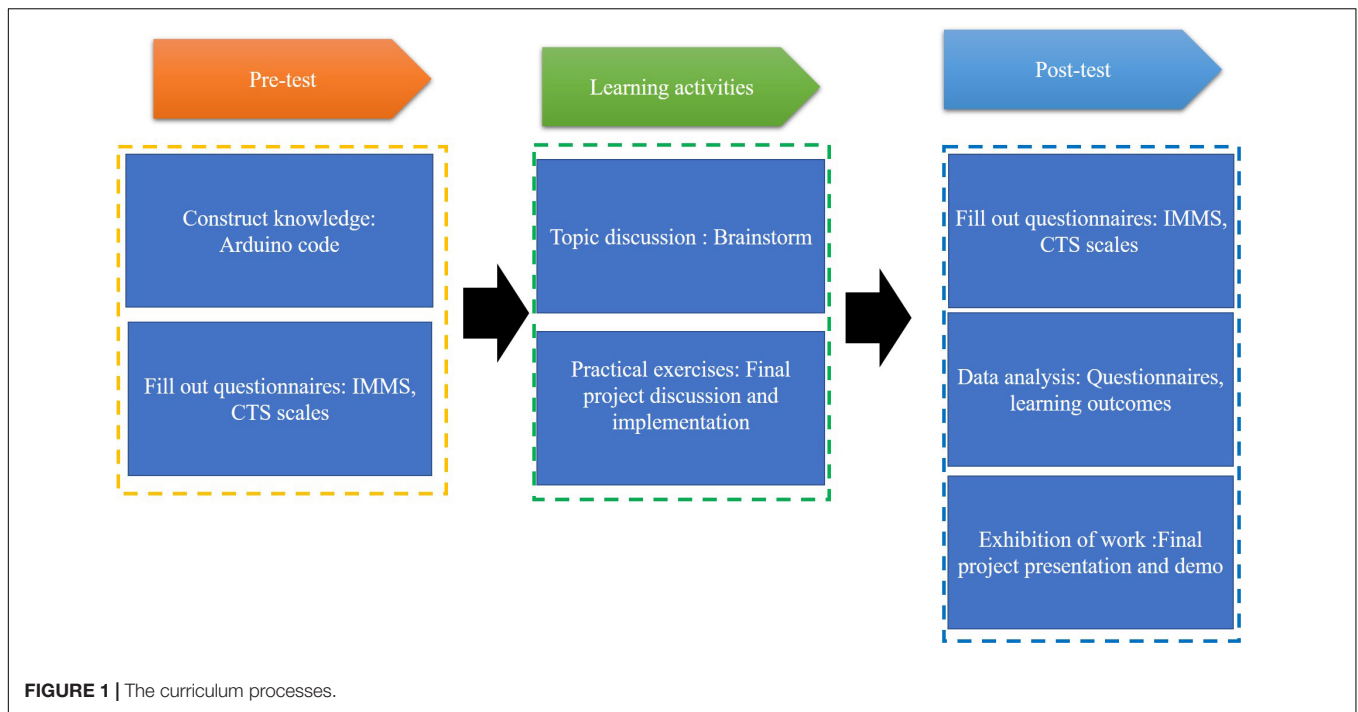 Pre-test
Construct knowledge:
Arduino code
Fill out questionnaires: IMMS,
CTS scales
Learning activities
Topic discussion : Brainstorm
Practical exercises: Final
project discussion and
implementation
Post-test
Fill out questionnaires: IMMS,
CTS scales
Data analysis: Questionnaires,
learning outcomes
Exhibition of work :Final
project presentation and demo
FIGURE 1 | The curriculum processes.